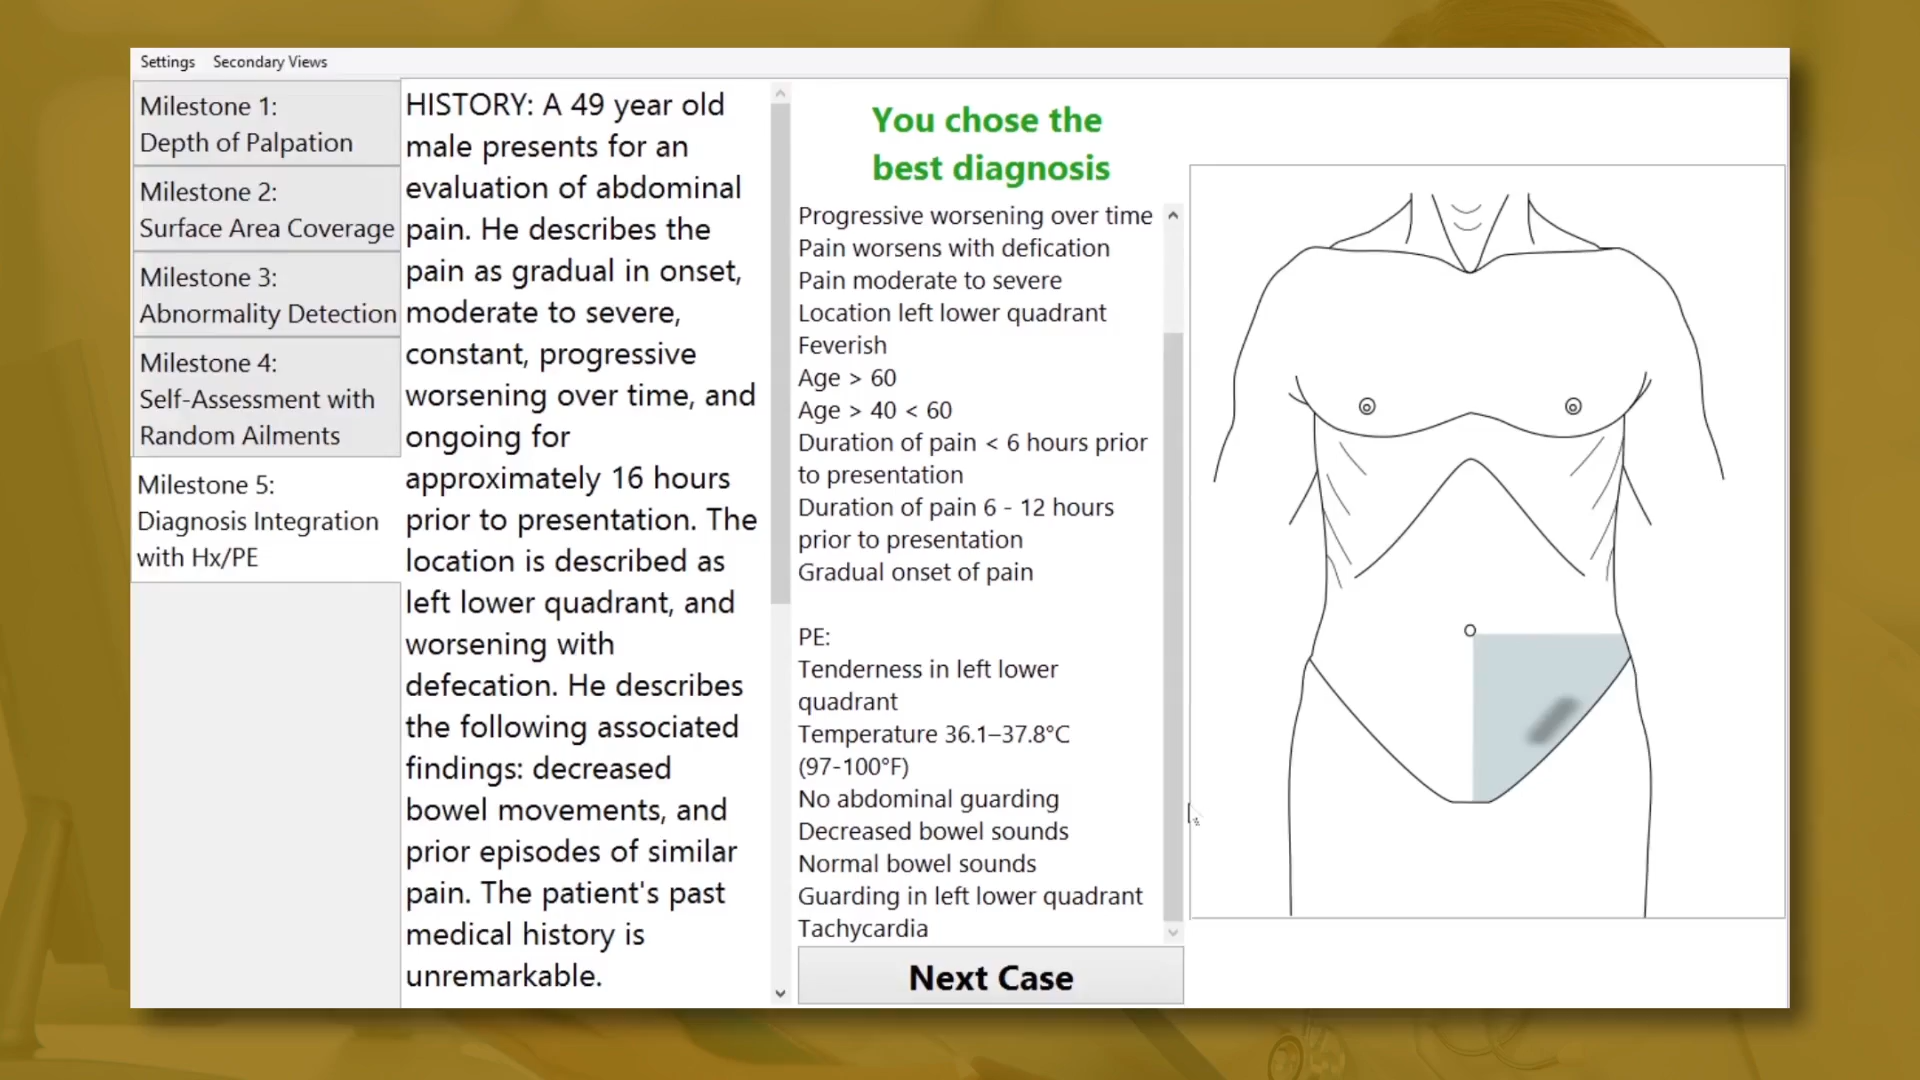 Settings Secondary Views
Milestone 1:
Depth of Palpation
Milestone 2:
Surface Area Coverage
Milestone 3:
Abnormality Detection
Milestone 4:
Self-Assessment with
Random Ailments
Milestone 5:
Diagnosis Integration
with Hx/PE
HISTORY: A 49 year old
male presents for an
evaluation of abdominal
pain. He describes the
pain as gradual in onset,
moderate to severe,
constant, progressive
worsening over time, and
ongoing for
approximately 16 hours
prior to presentation. The
location is described as
left lower quadrant, and
worsening with
defecation. He describes
the following associated
findings: decreased
bowel movements, and
prior episodes of similar
pain. The patient's past
medical history is
unremarkable.
You chose the
best diagnosis
Progressive worsening over time
Pain worsens with defication
Pain moderate to severe
Location left lower quadrant
Feverish
Age > 60
Age > 40 < 60
Duration of pain < 6 hours prior
to presentation
Duration of pain 6 - 12 hours
prior to presentation
Gradual onset of pain
PE:
Tenderness in left lower
quadrant
Temperature 36.1–37.8°C
(97-100°F)
No abdominal guarding
Decreased bowel sounds
Normal bowel sounds
Guarding in left lower quadrant
Tachycardia
Next Case